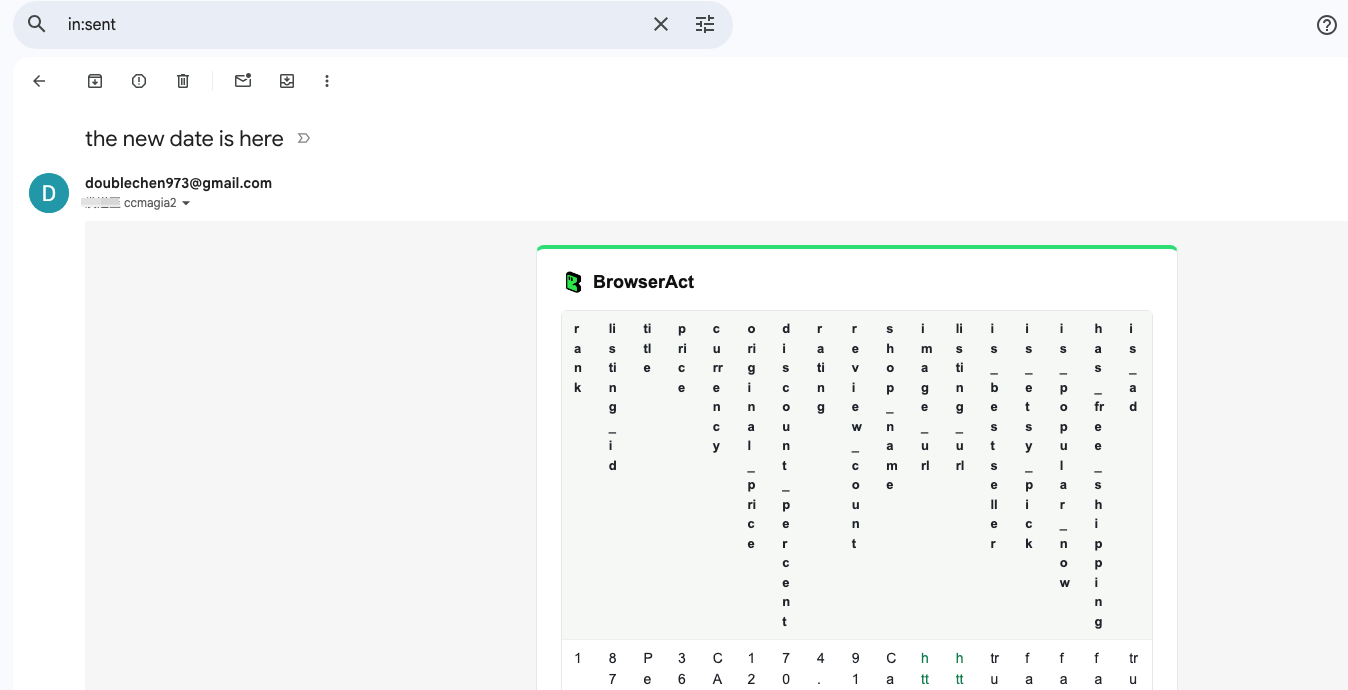 in:sent
the new date is here
D
doublechen973@gmail.com
ccmagia2
BrowserAct
rank listing_id title price currency original_price discount_percent rating review_count shop_name image_url listing_url is_bestseller is_etsy_pick is_popular_now has_free_shipping is_ad
1 87 Pe 36 CA 12 70 4. 91 Ca htt htt tru fa fa fa tru